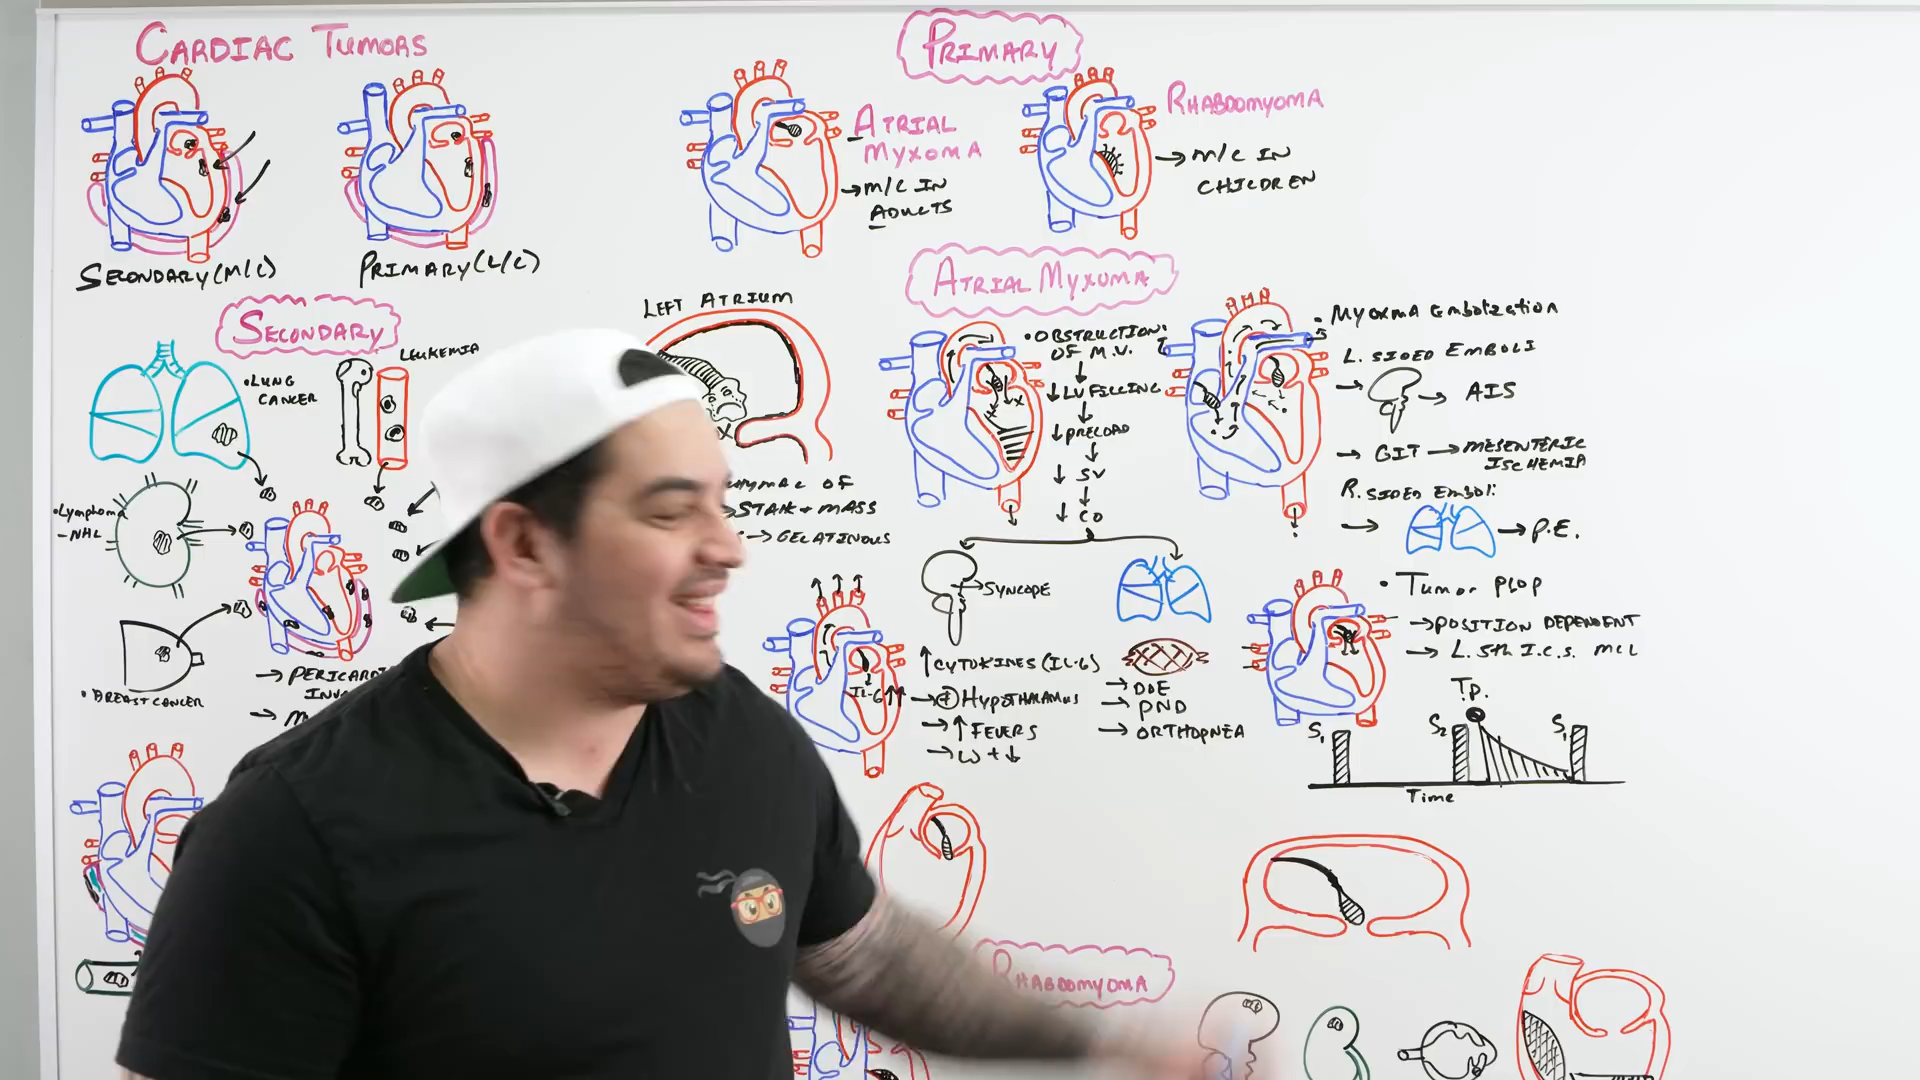 CARDIAC TUMORS
SECONDARY (M/C)
PRIMARY (L/C)
PRIMARY
ATRIAL
MYXOMA
→ M/C IN
ADULTS
RHABDOMYOMA
→ M/C IN
CHILDREN
SECONDARY
• LUNG
CANCER
LEUKEMIA
• Lymphoma
- NHL
• BREAST CANCER
LEFT ATRIUM
STALK + MASS
→ GELATINOUS
ATRIAL MYXOMA
• OBSTRUCTION
OF M.V.
↓ LV FILLING
↓ PRELOAD
↓ SV
↓ CO
SYNCOPE
→ DOE
→ PND
→ ORTHOPNEA
IL-6 ↑↑
↑ CYTOKINES (IL-6)
→ ⊕ HYPOTHALAMUS
→ ↑ FEVERS
→ WT ↓
• MYOXMA EMBOLIZATION
L. SIDED EMBOLI
→ AIS
→ GIT → MESENTERIC
ISCHEMIA
R. SIDED EMBOLI:
→ P.E.
• TUMOR PLOP
→ POSITION DEPENDENT
→ L. 5th I.C.S. MCL
T.P.
S1 S2 S1
Time
RHABDOMYOMA